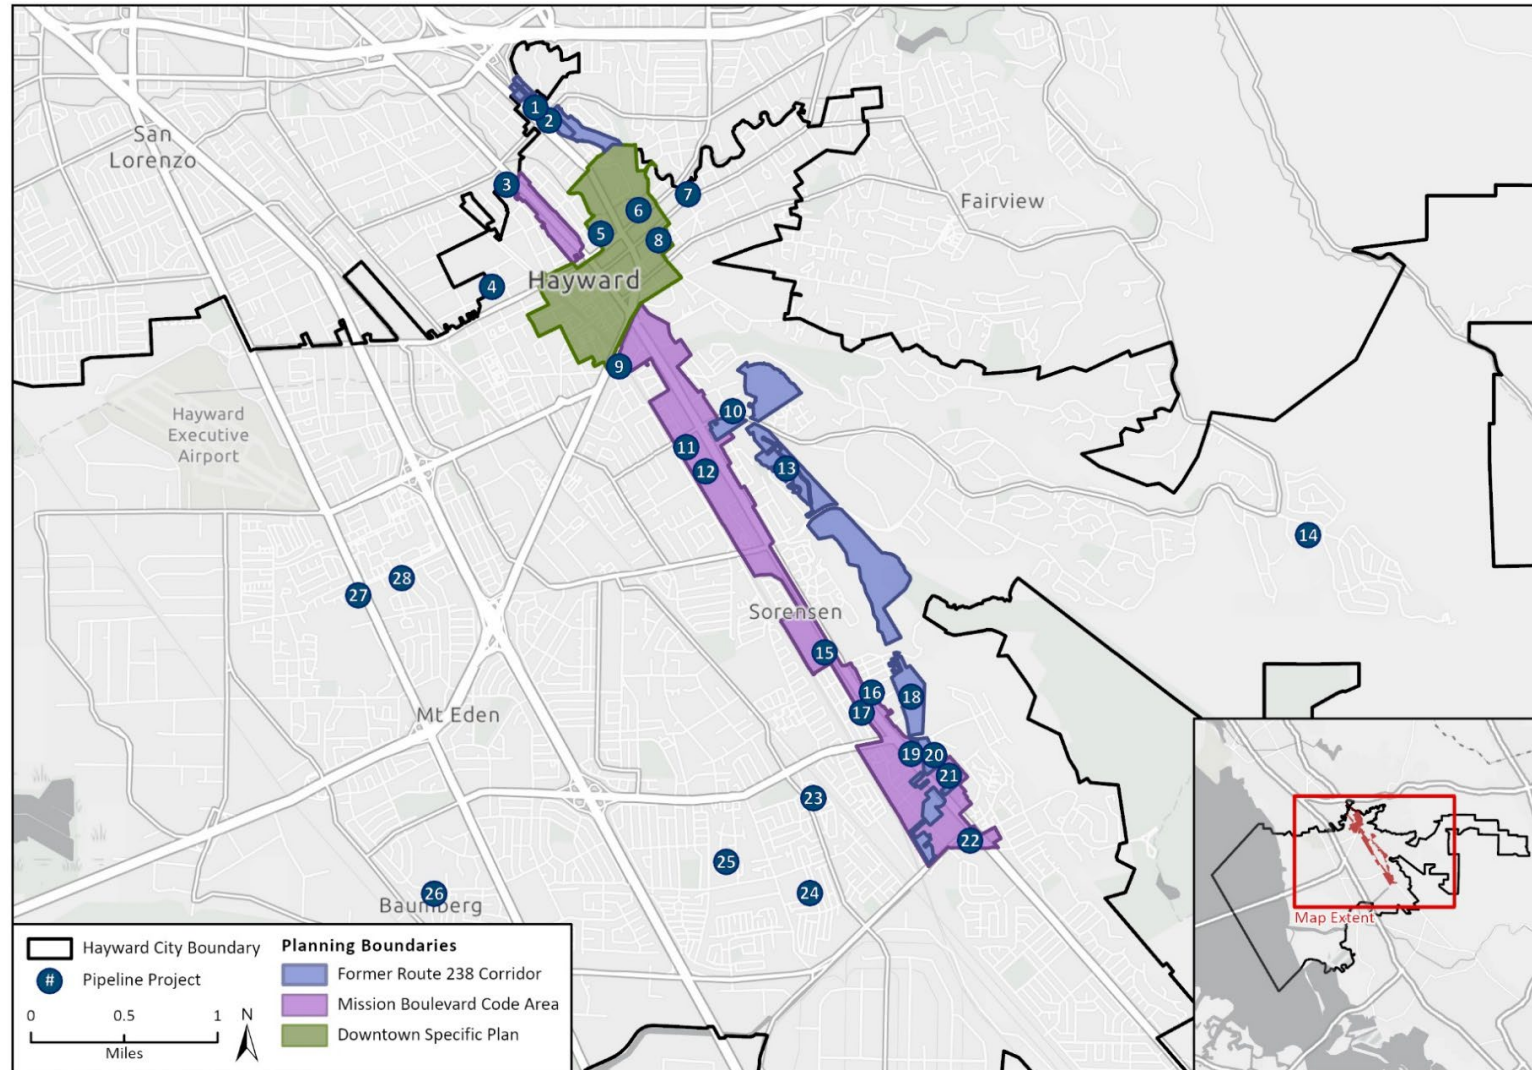 1
2
San
Lorenzo
3
7
Fairview
6
5
8
Hayward
4
9
Hayward
Executive
Airport
10
11
12
13
14
28
27
Sorensen
15
16
18
17
Mt Eden
19
20
21
23
22
25
24
26
Baumberg
Hayward City Boundary
# Pipeline Project
0 0.5 1
Miles
N
Planning Boundaries
Former Route 238 Corridor
Mission Boulevard Code Area
Downtown Specific Plan
Map Extent